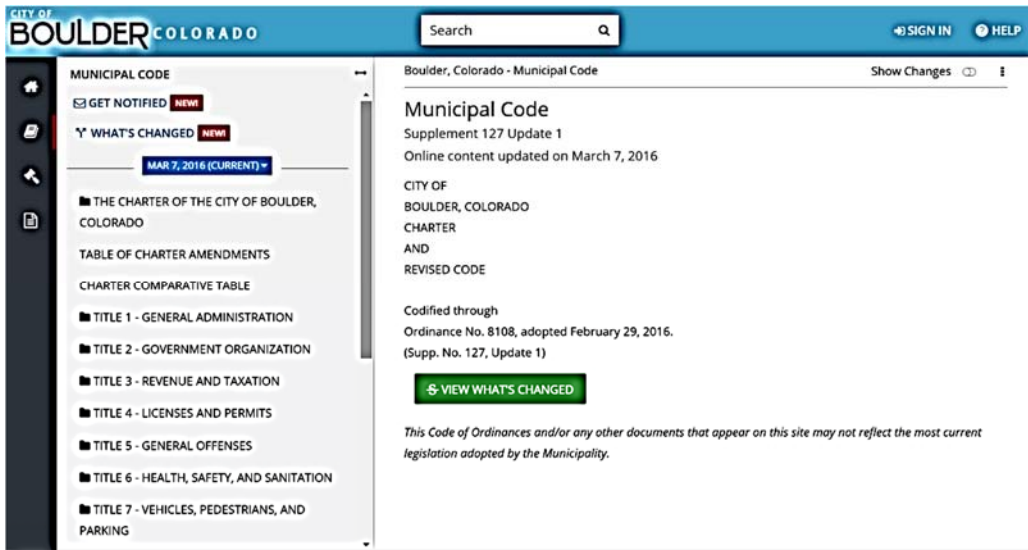 CITY OF
BOULDER COLORADO
Search
SIGN IN
HELP
MUNICIPAL CODE
GET NOTIFIED NEW!
WHAT'S CHANGED NEW!
MAR 7, 2016 (CURRENT)
THE CHARTER OF THE CITY OF BOULDER,
COLORADO
TABLE OF CHARTER AMENDMENTS
CHARTER COMPARATIVE TABLE
TITLE 1 - GENERAL ADMINISTRATION
TITLE 2 - GOVERNMENT ORGANIZATION
TITLE 3 - REVENUE AND TAXATION
TITLE 4 - LICENSES AND PERMITS
TITLE 5 - GENERAL OFFENSES
TITLE 6 - HEALTH, SAFETY, AND SANITATION
TITLE 7 - VEHICLES, PEDESTRIANS, AND
PARKING
Boulder, Colorado - Municipal Code
Show Changes
Municipal Code
Supplement 127 Update 1
Online content updated on March 7, 2016
CITY OF
BOULDER, COLORADO
CHARTER
AND
REVISED CODE
Codified through
Ordinance No. 8108, adopted February 29, 2016.
(Supp. No. 127, Update 1)
VIEW WHAT'S CHANGED
This Code of Ordinances and/or any other documents that appear on this site may not reflect the most current
legislation adopted by the Municipality.